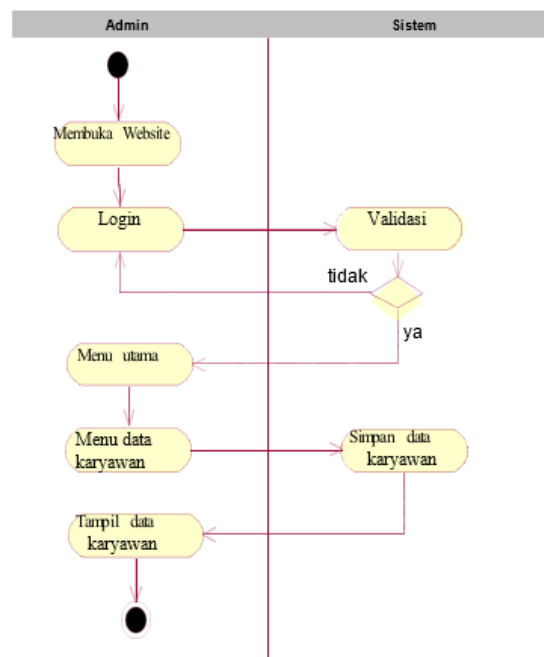 Admin
Sistem
Membuka Website
Login
Validasi
tidak
ya
Menu utama
Menu data
karyawan
Simpan data
karyawan
Tampil data
karyawan